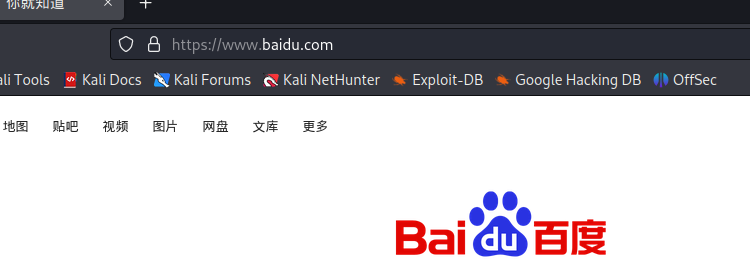 你就知道
https://www.baidu.com
ali Tools Kali Docs Kali Forums Kali NetHunter Exploit-DB Google Hacking DB OffSec
地图 贴吧 视频 图片 网盘 文库 更多
Bai du 百度